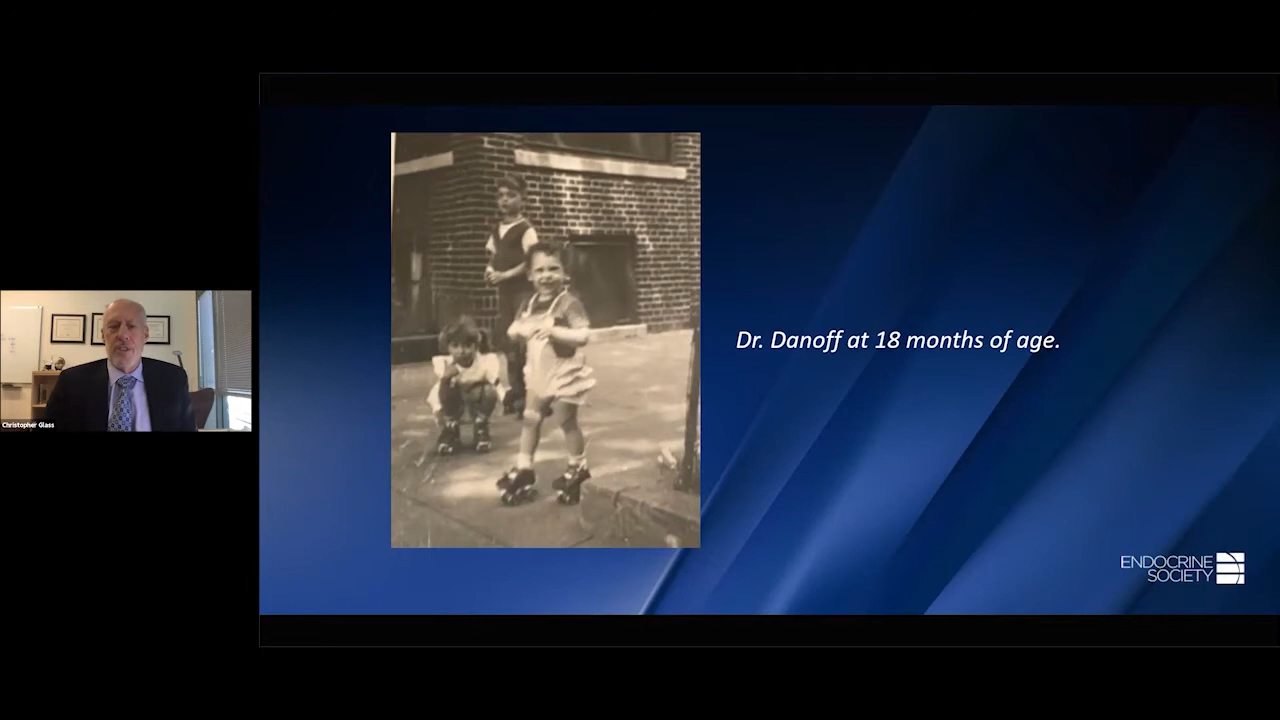 Christopher Glass
Dr. Danoff at 18 months of age.
ENDOCRINE
SOCIETY